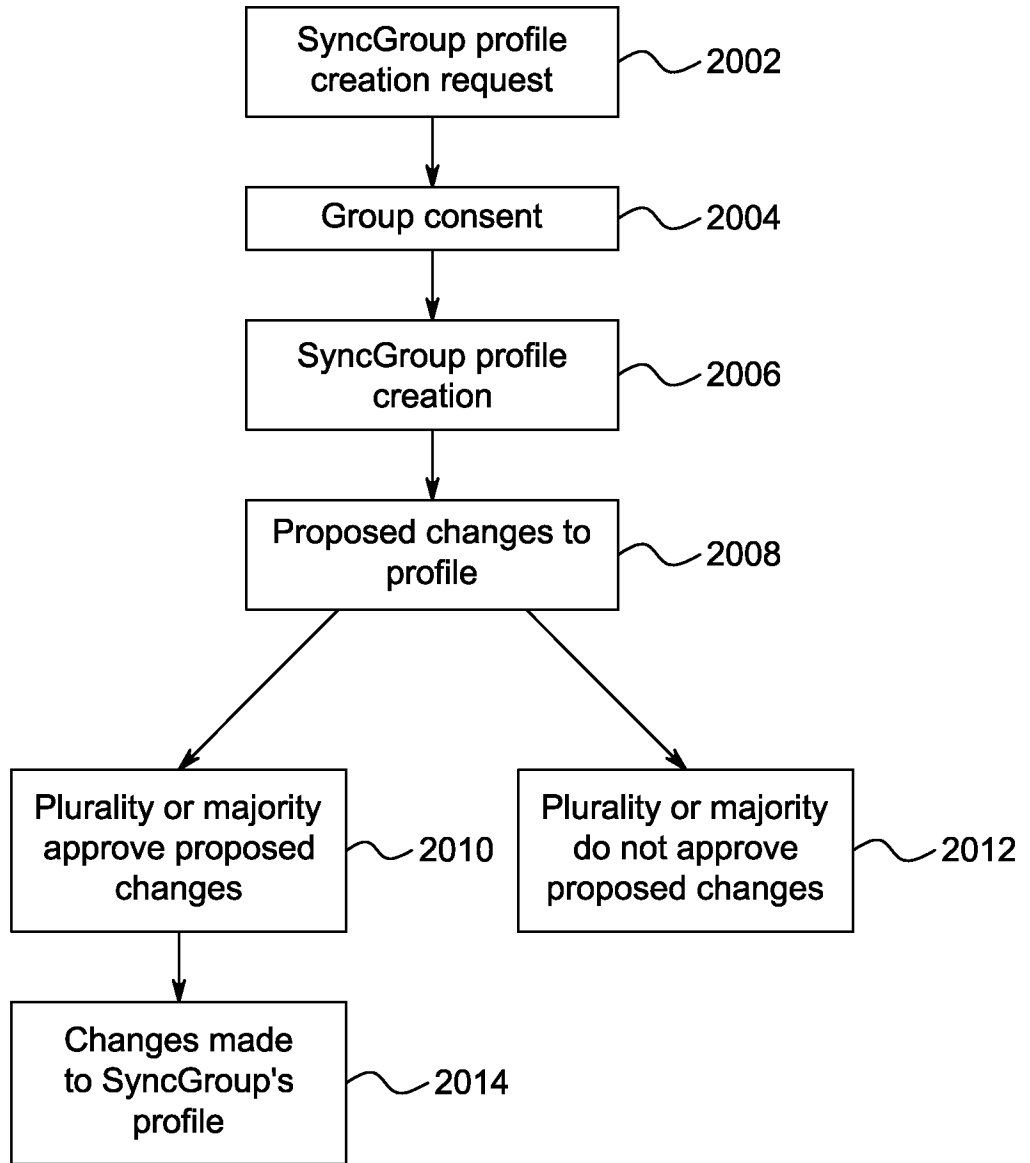 SyncGroup profile
creation request
2002
Group consent
2004
SyncGroup profile
creation
2006
Proposed changes to
profile
2008
Plurality or majority
approve proposed
changes
2010
Plurality or majority
do not approve
proposed changes
2012
Changes made
to SyncGroup's
profile
2014